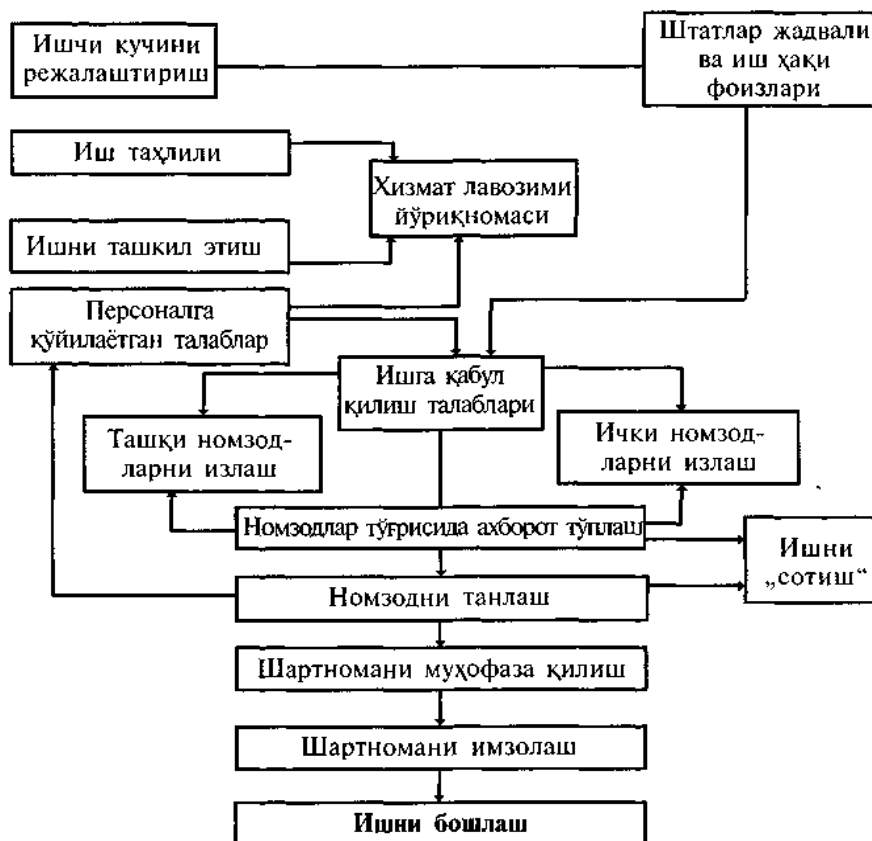 Ишчи кучини
режалаштириш
Штатлар жадвали
ва иш ҳақи
фоизлари
Иш таҳлили
Хизмат лавозими
йўриқномаси
Ишни ташкил этиш
Персоналга
қўйилаётган талаблар
Ишга қабул
қилиш талаблари
Ташқи номзод-
ларни излаш
Ички номзод-
ларни излаш
Номзодлар тўғрисида ахборот тўплаш
Ишни
„сотиш“
Номзодни танлаш
Шартномани муҳофаза қилиш
Шартномани имзолаш
Ишни бошлаш